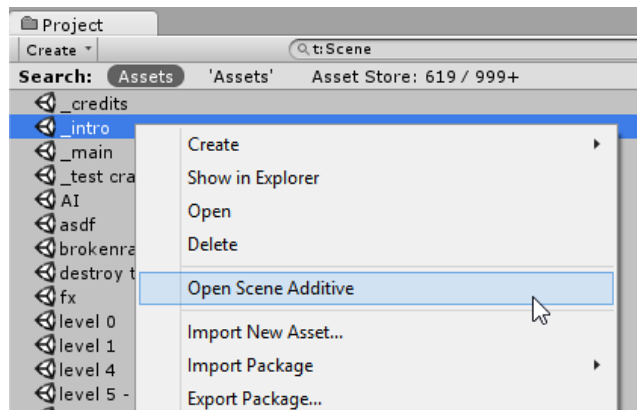 Project
Create t:Scene
Search: Assets 'Assets' Asset Store: 619 / 999+
_credits
_intro
_main
_test cra
AI
asdf
brokenra
destroy t
fx
level 0
level 1
level 4
level 5 -
Create
Show in Explorer
Open
Delete
Open Scene Additive
Import New Asset...
Import Package
Export Package...